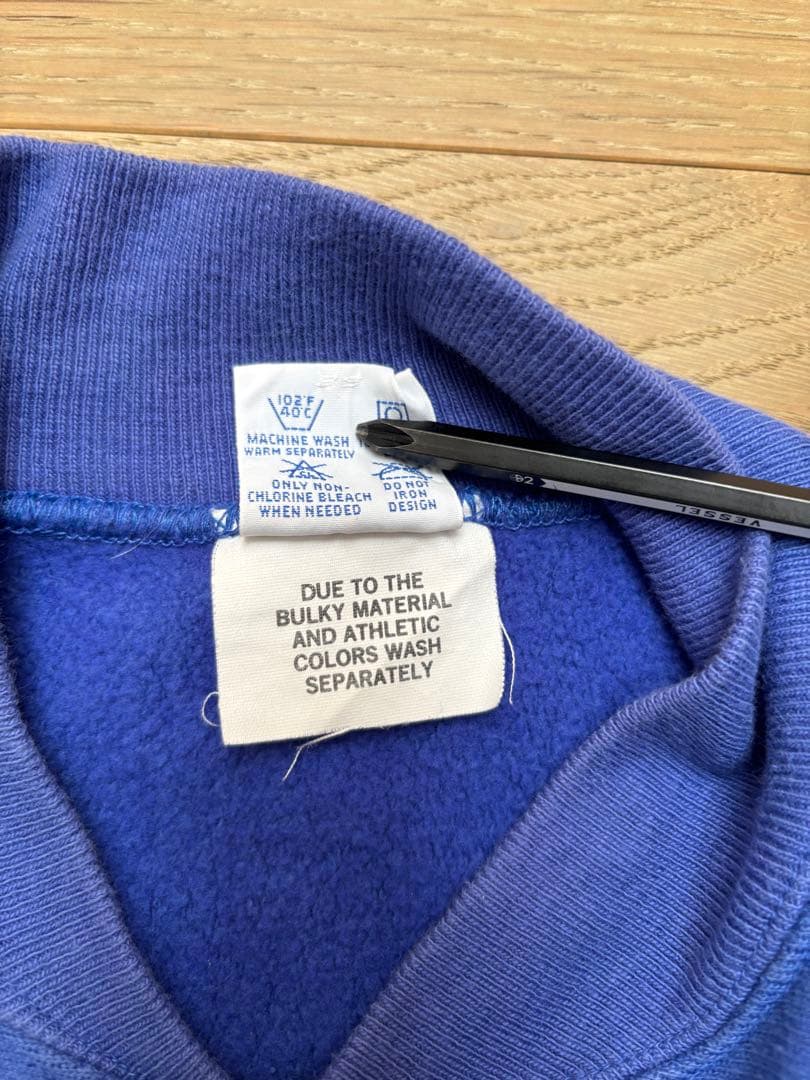 102°F
40°C
MACHINE WASH
WARM SEPARATELY
ONLY NON-
CHLORINE BLEACH
WHEN NEEDED
DO NOT
IRON
DESIGN
DUE TO THE
BULKY MATERIAL
AND ATHLETIC
COLORS WASH
SEPARATELY
VESSEL